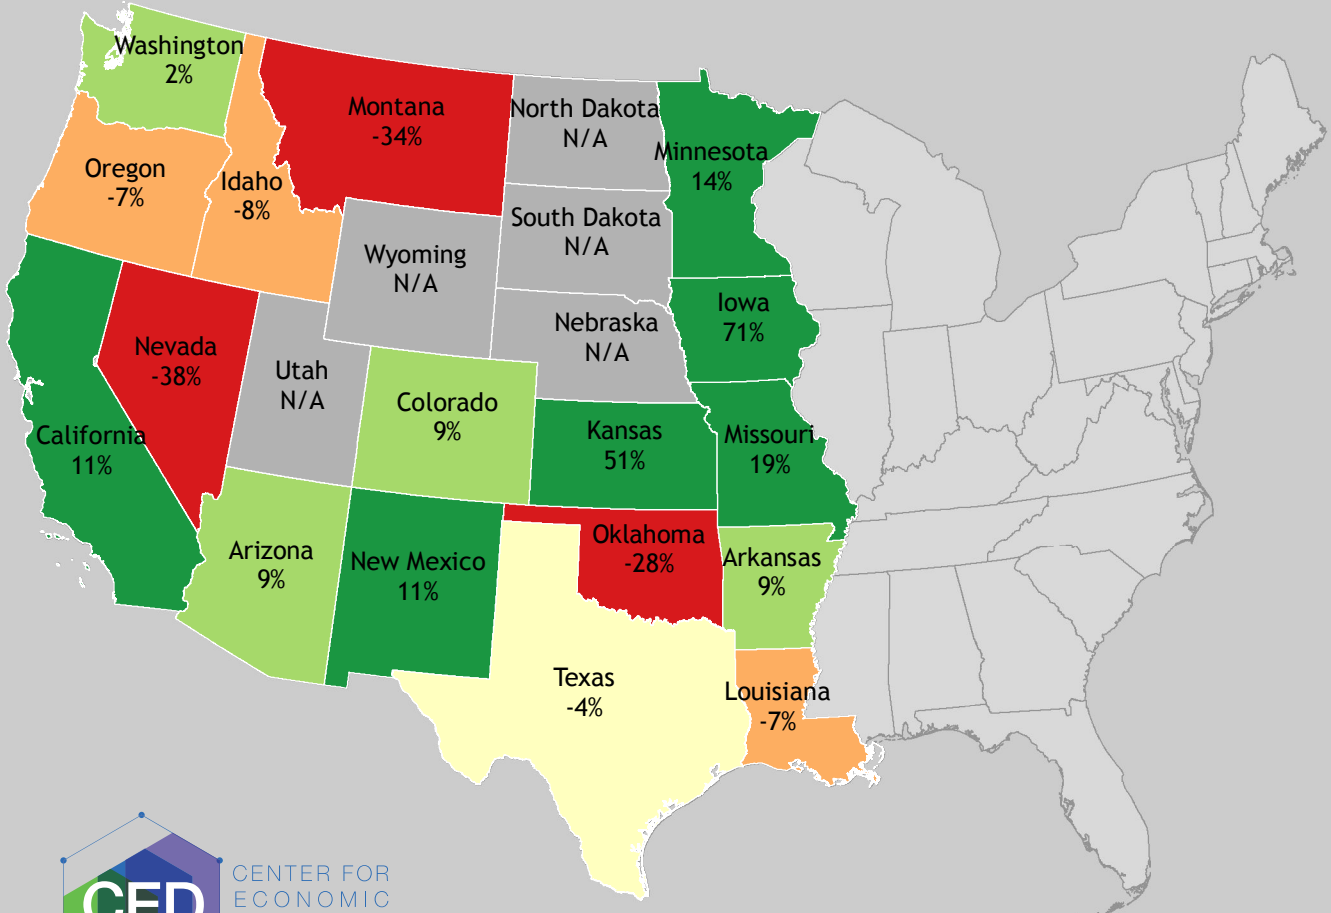 Washington
2%
Montana
-34%
North Dakota
N/A
Minnesota
14%
Oregon
-7%
Idaho
-8%
South Dakota
N/A
Wyoming
N/A
Iowa
71%
Nebraska
N/A
Nevada
-38%
Utah
N/A
Colorado
9%
California
11%
Kansas
51%
Missouri
19%
Oklahoma
-28%
Arizona
9%
New Mexico
11%
Arkansas
9%
Texas
-4%
Louisiana
-7%
CED
CENTER FOR
ECONOMIC